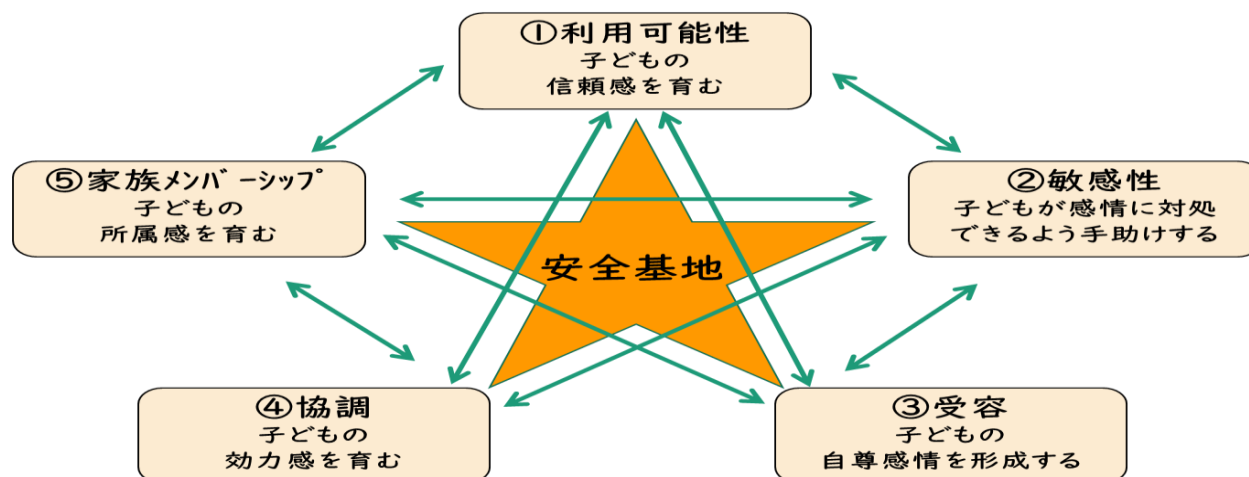 ①利用可能性
子どもの
信頼感を育む
⑤家族メンバーシップ
子どもの
所属感を育む
②敏感性
子どもが感情に対処
できるよう手助けする
安全基地
④協調
子どもの
効力感を育む
③受容
子どもの
自尊感情を形成する